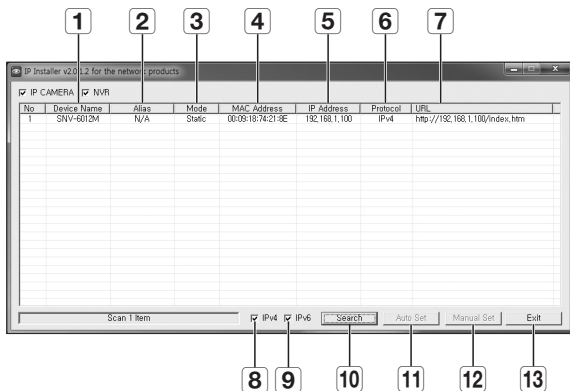 1 2 3 4 5 6 7
IP Installer v2.0.1.2 for the network products
IP CAMERA NVR
No Device Name Alias Mode MAC Address IP Address Protocol URL
1 SNV-6012M N/A Static 00:09:18:74:21:8E 192,168,1,100 IPv4 http://192,168,1,100/index,htm
Scan 1 Item IPv4 IPv6 Search Auto Set Manual Set Exit
8 9 10 11 12 13